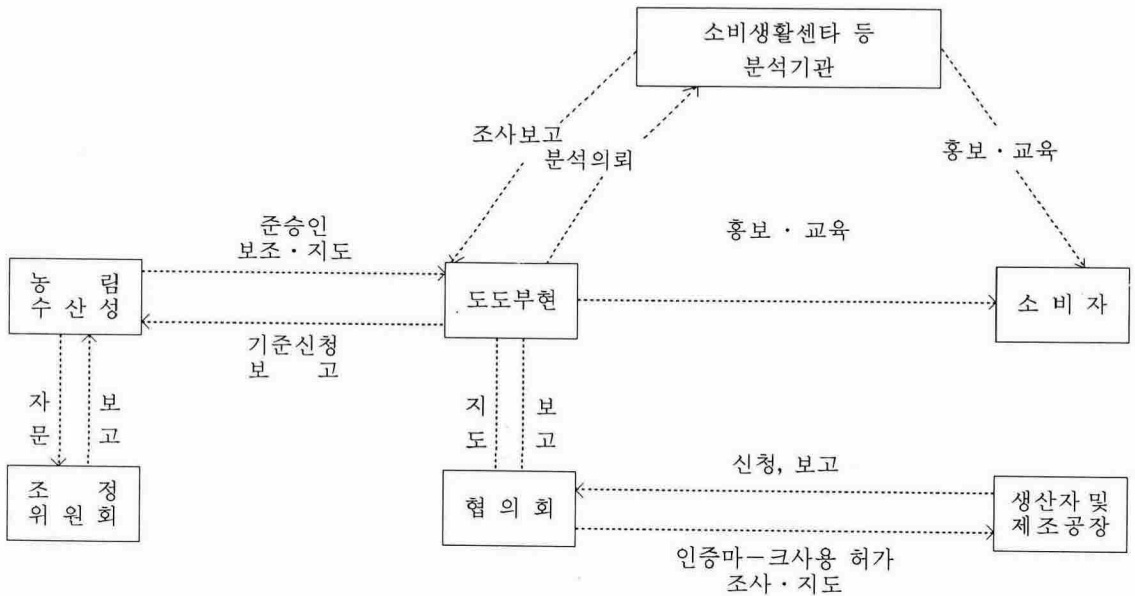 소비생활센타 등
분석기관
조사보고
분석의뢰
홍보 · 교육
준승인
보조 · 지도
홍보 · 교육
농 림
수 산 성
도도부현
소 비 자
기준신청
보 고
자문
보고
지도
보고
신청, 보고
조 정
위 원 회
협 의 회
생산자 및
제조공장
인증마-크사용 허가
조사 · 지도